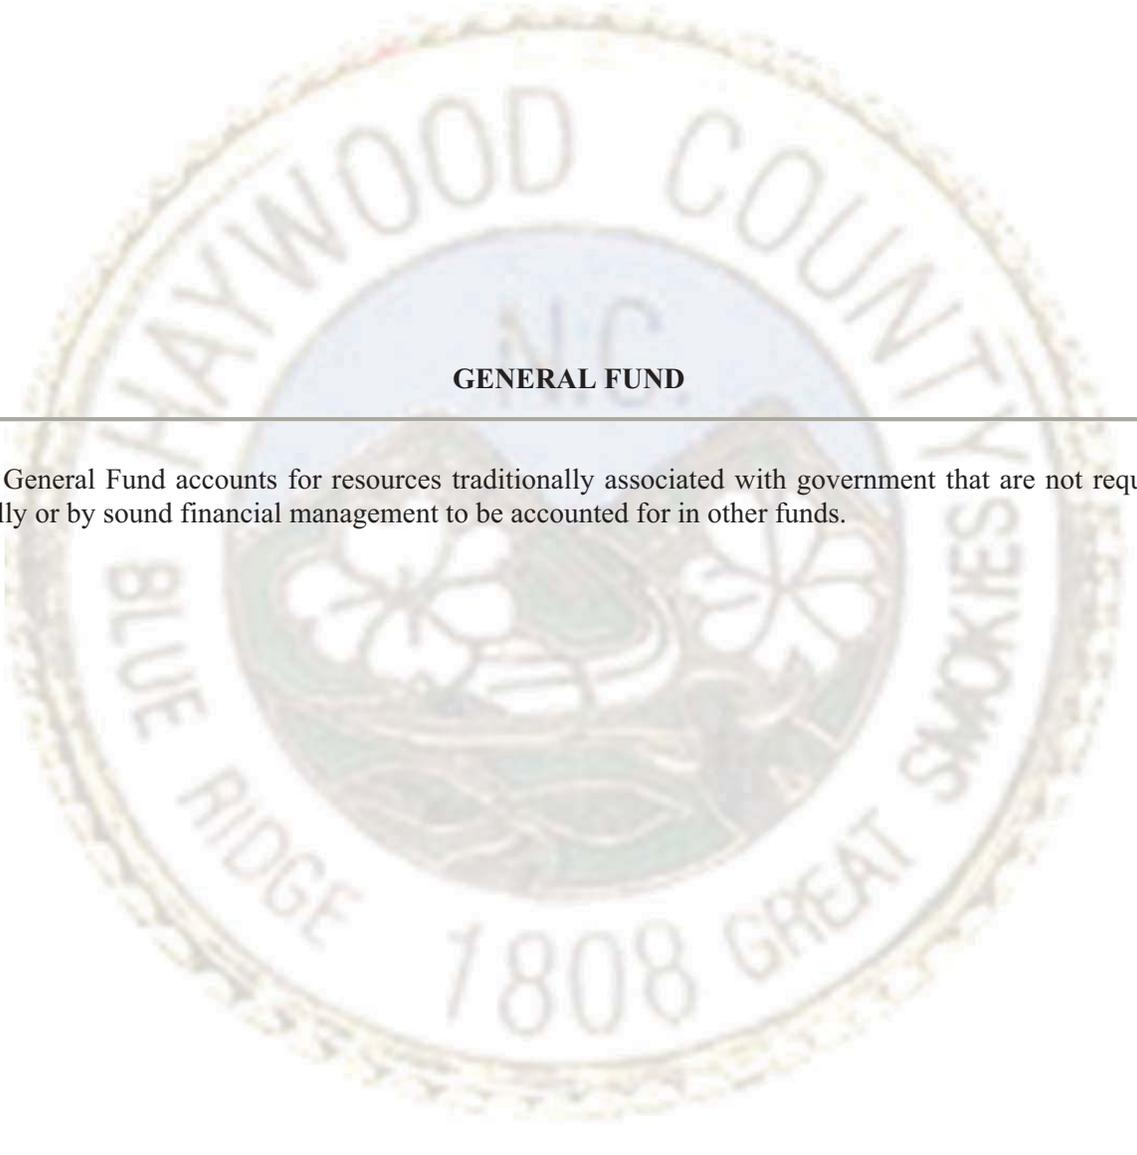 HAYWOOD COUNTY
N.C.
GENERAL FUND
General Fund accounts for resources traditionally associated with government that are not requ
lly or by sound financial management to be accounted for in other funds.
BLUE RIDGE
1808
GREAT SMOKIES